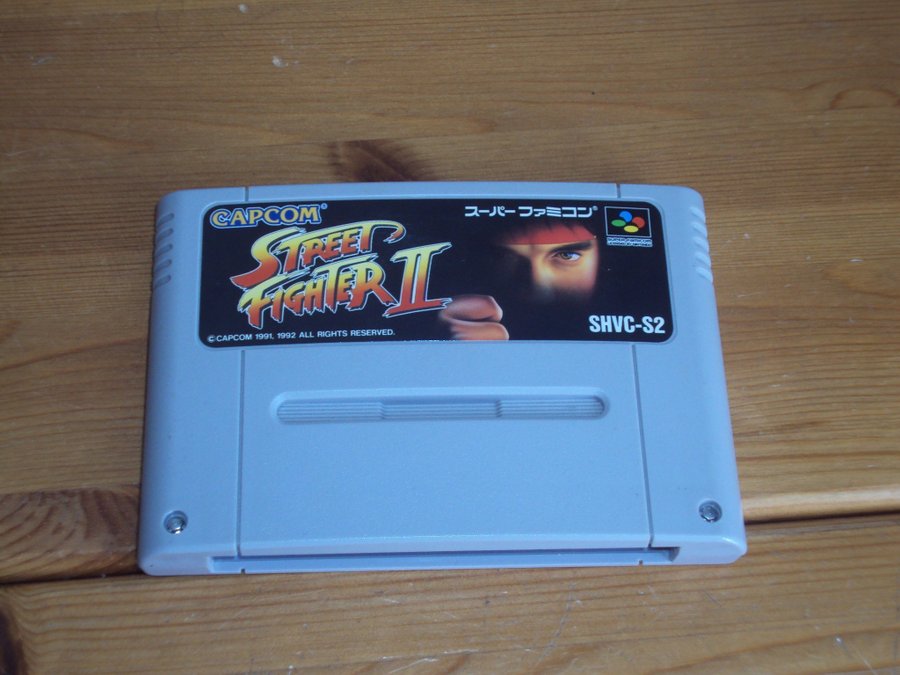 CAPCOM®
スーパーファミコン®
STREET
FIGHTER II
SHVC-S2
©CAPCOM 1991, 1992 ALL RIGHTS RESERVED.